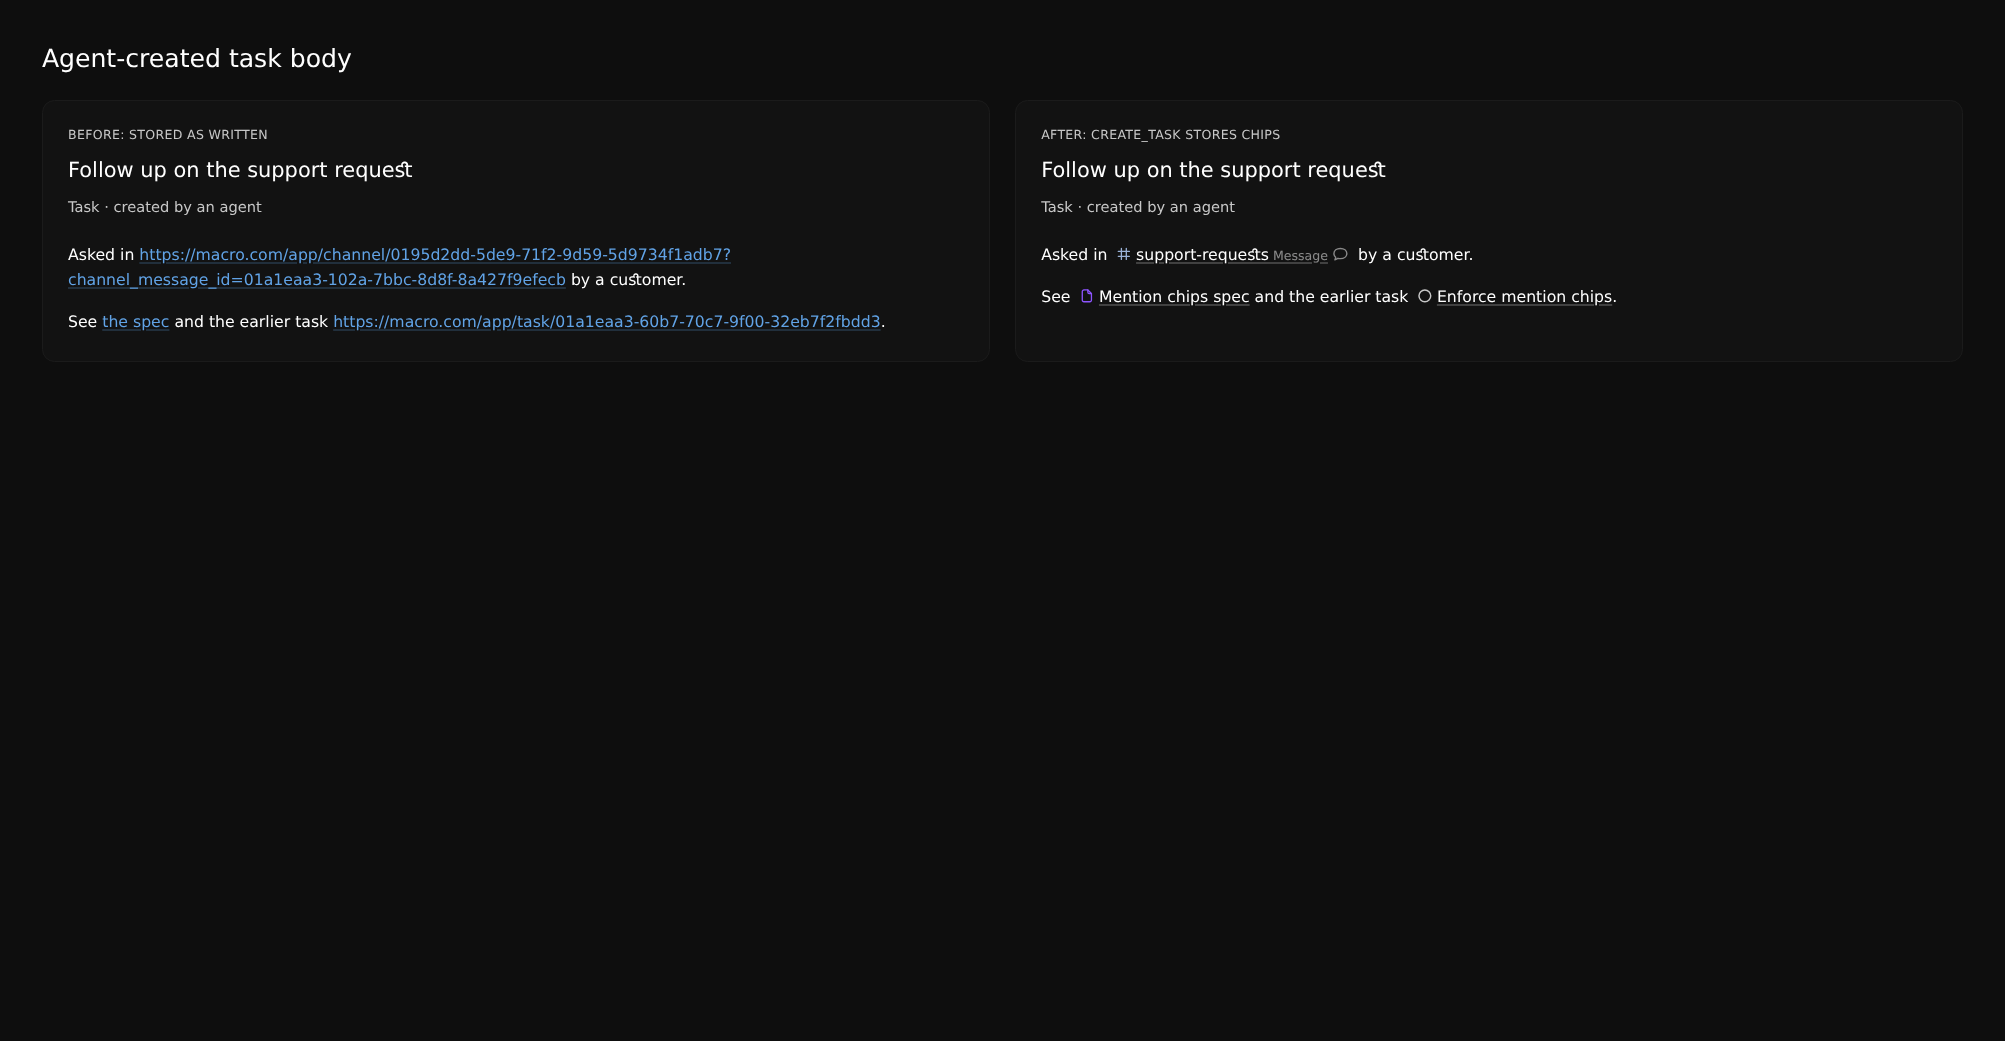 Agent-created task body
BEFORE: STORED AS WRITTEN
Follow up on the support request
Task · created by an agent
Asked in https://macro.com/app/channel/0195d2dd-5de9-71f2-9d59-5d9734f1adb7?
channel_message_id=01a1eaa3-102a-7bbc-8d8f-8a427f9efecb by a customer.
See the spec and the earlier task https://macro.com/app/task/01a1eaa3-60b7-70c7-9f00-32eb7f2fbdd3.
AFTER: CREATE_TASK STORES CHIPS
Follow up on the support request
Task · created by an agent
Asked in # support-requests Message by a customer.
See Mention chips spec and the earlier task Enforce mention chips.